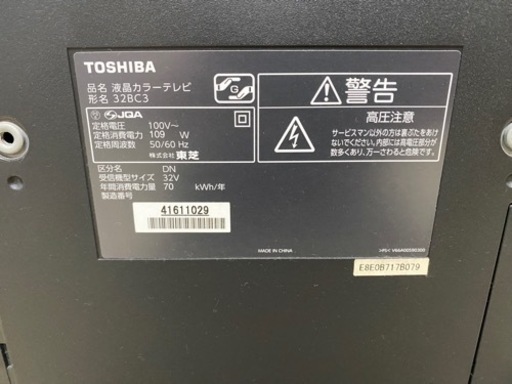 TOSHIBA
品名 液晶カラーテレビ
形名 32BC3
JQA
定格電圧 100V~
定格消費電力 109 W
定格周波数 50/60 Hz
株式会社 東芝
区分名 DN
受信機型サイズ 32V
年間消費電力量 70 kWh/年
製造番号
41611029
G
警告
高圧注意
サービスマン以外の方は裏ぶたをあけ
ないでください。内部には高電圧部分が
数多くあり、万一さわると危険です。
MADE IN CHINA
E8E0B717B079